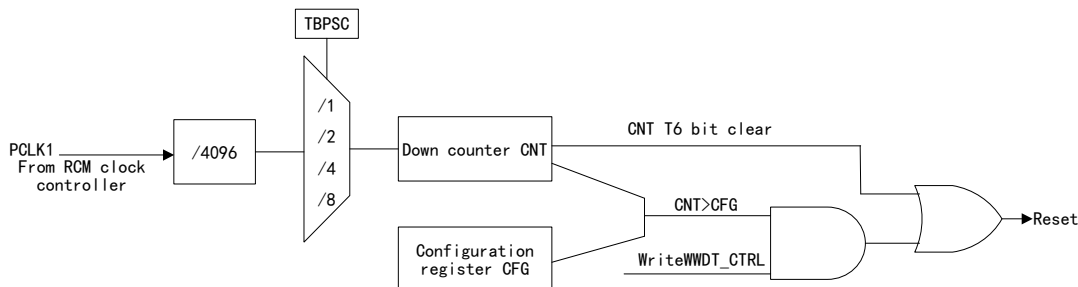 TBPSC
/1
/2
/4
/8
PCLK1
From RCM clock
controller
/4096
Down counter CNT
CNT T6 bit clear
CNT>CFG
Configuration
register CFG
WriteWWDT_CTRL
Reset